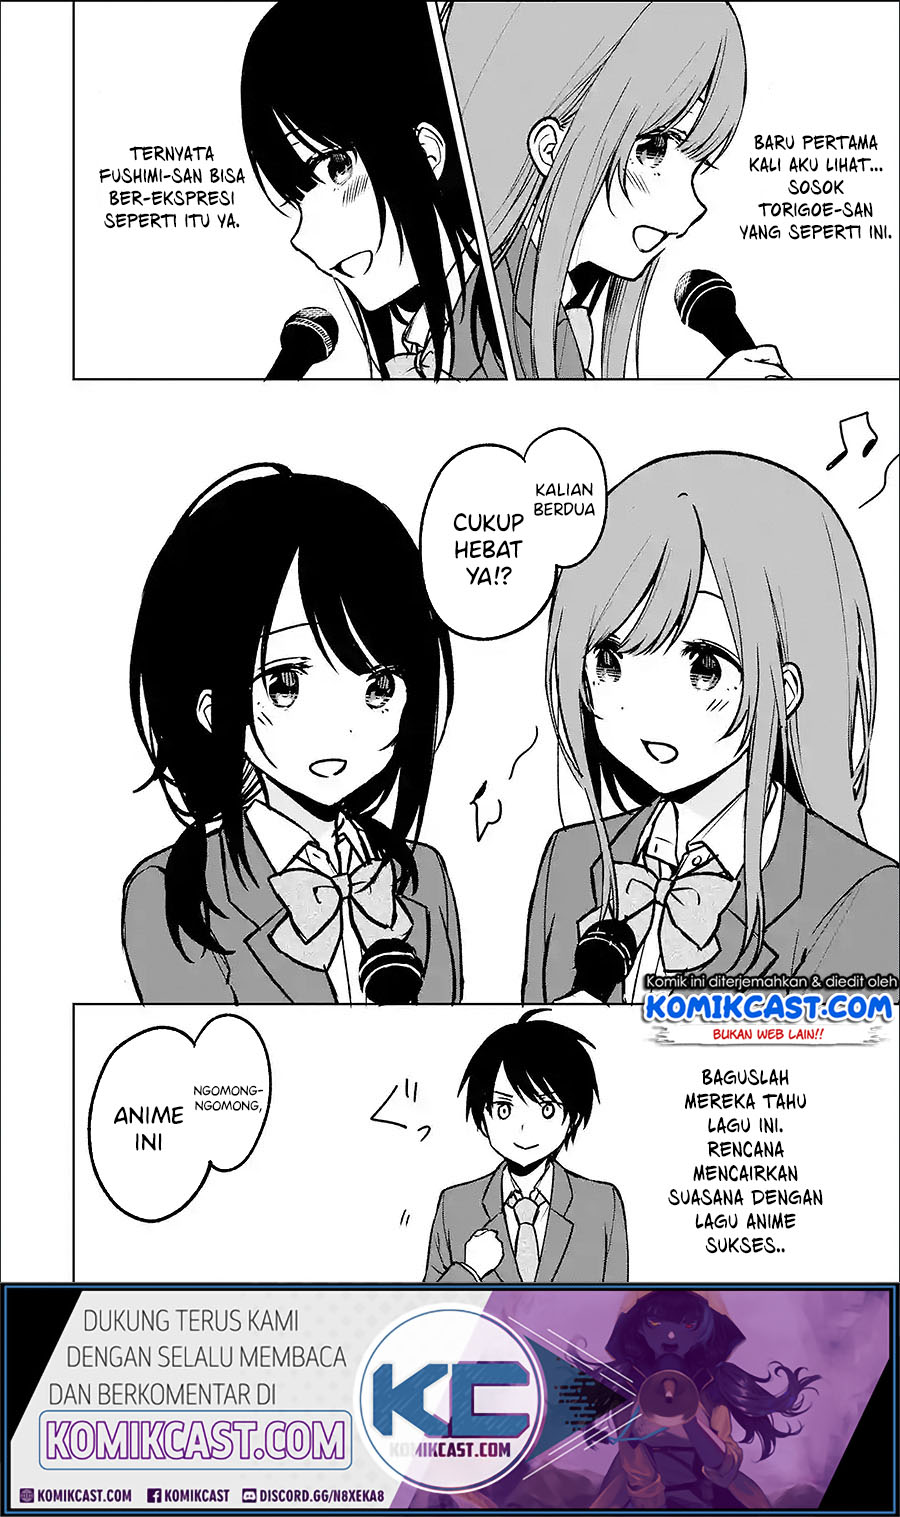 BARU PERTAMA
KALI AKU LIHAT...
SOSOK
TORIGOE-SAN
YANG SEPERTI INI.
TERNYATA
FUSHIMI-SAN BISA
BER-EKSPRESI
SEPERTI ITU YA.
KALIAN
BERDUA
CUKUP
HEBAT
YA!?
Komik ini diterjemahkan & diedit oleh
KOMIKCAST.COM
BUKAN WEB LAIN!!
BAGUSLAH
MEREKA TAHU
LAGU INI.
RENCANA
MENCAIRKAN
SUASANA DENGAN
LAGU ANIME
SUKSES..
NGOMONG-
NGOMONG,
ANIME
INI
DUKUNG TERUS KAMI
DENGAN SELALU MEMBACA
DAN BERKOMENTAR DI
KOMIKCAST.COM
KC
KOMIKCAST.COM
KOMIKCAST.COM
KOMIKCAST
DISCORD.GG/N8XEKA8